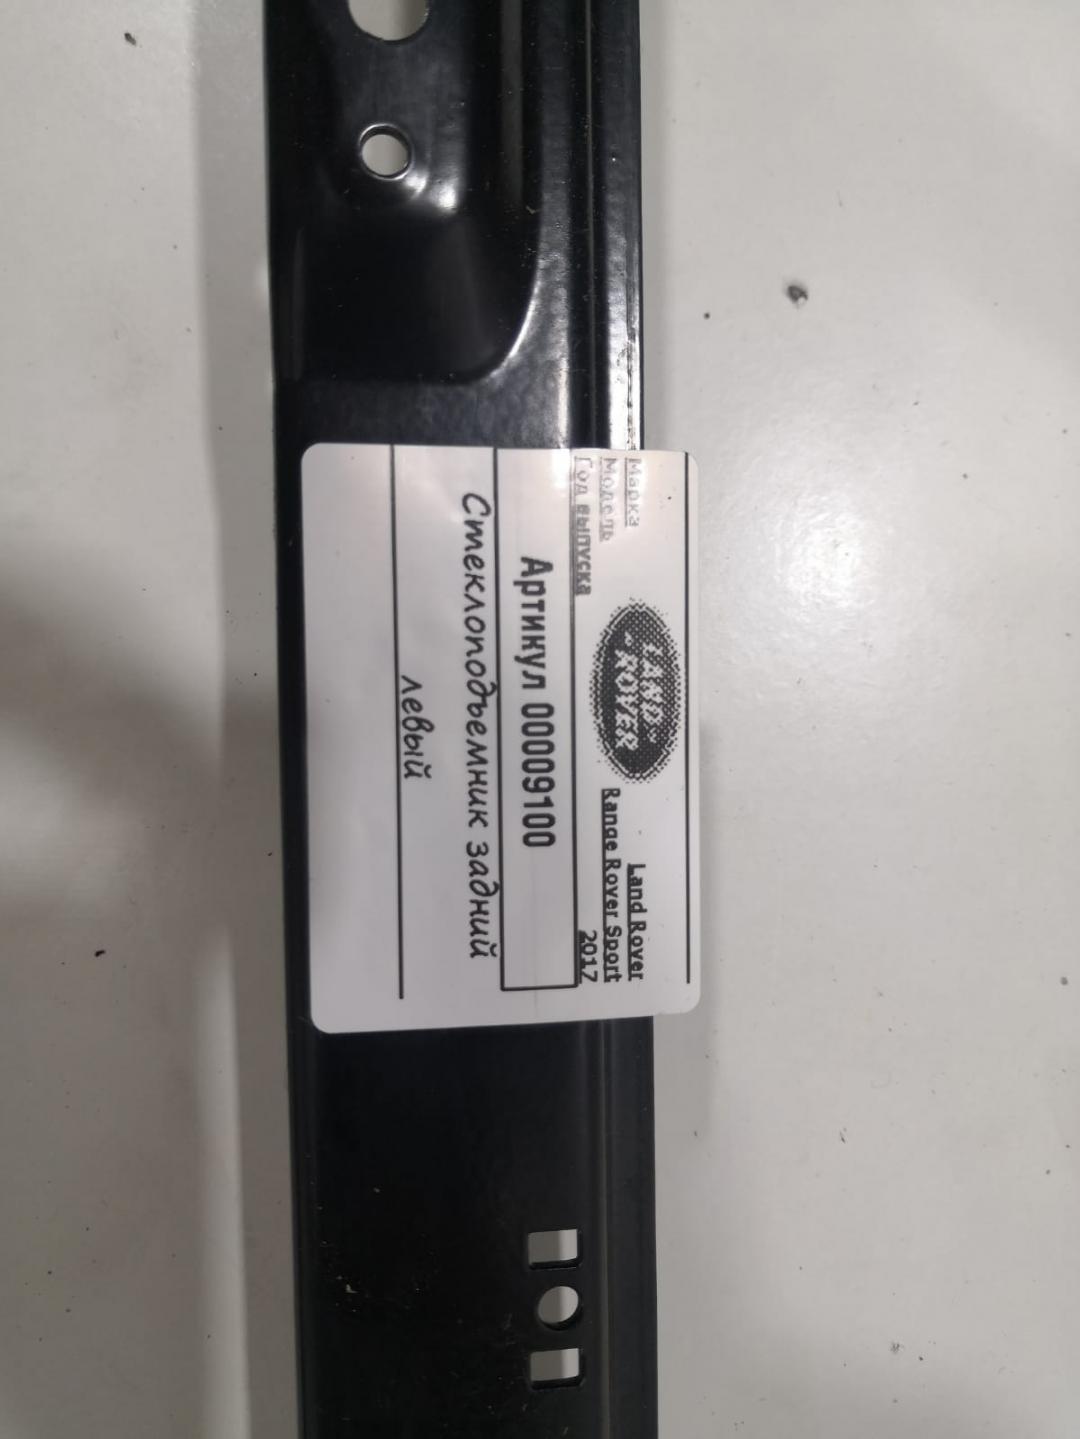 Марка Land Rover
Модель Range Rover Sport
Год выпуска 2017
LAND
ROVER
Артикул 00009100
Стеклоподъемник задний
левый